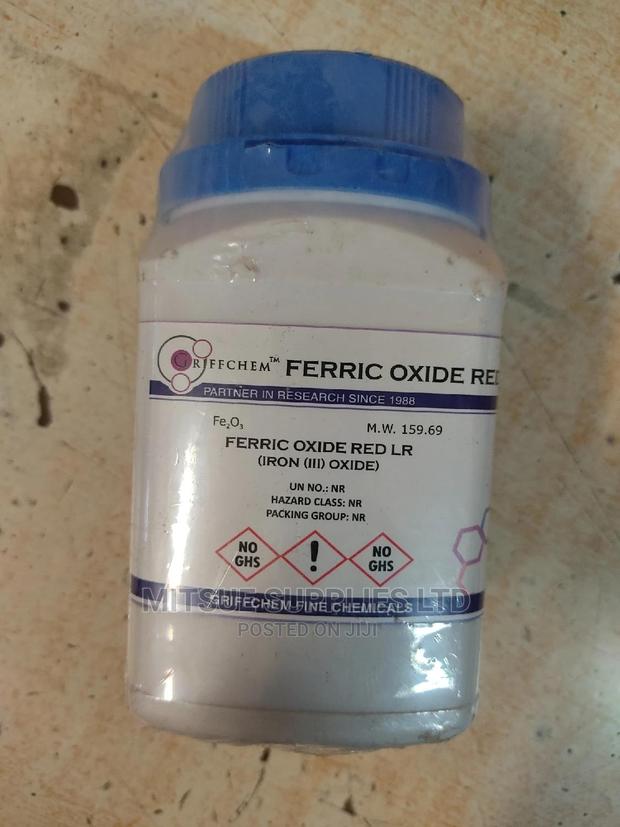 GRIFFCHEM™ FERRIC OXIDE RED
PARTNER IN RESEARCH SINCE 1988
Fe₂O₃ M.W. 159.69
FERRIC OXIDE RED LR
(IRON (III) OXIDE)
UN NO.: NR
HAZARD CLASS: NR
PACKING GROUP: NR
NO GHS
!
NO GHS
MITSUE SUPPLIES LTD
GRIFFCHEM FINE CHEMICALS
POSTED ON JIJI